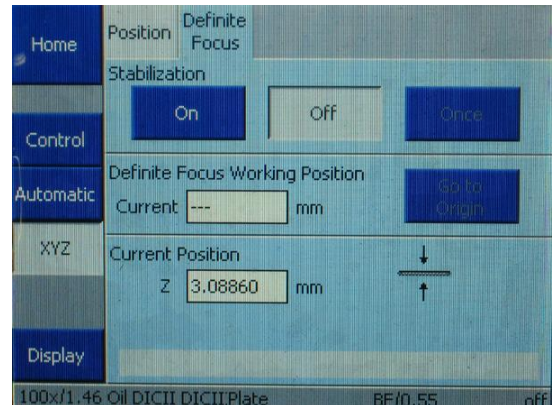 Home
Position
Definite Focus
Stabilization
On
Off
Once
Control
Definite Focus Working Position
Current --- mm
Go to Origin
Automatic
XYZ
Current Position
Z 3.08860 mm
Display
100x/1.46 Oil DICII DICII Plate
BF/0.55
off